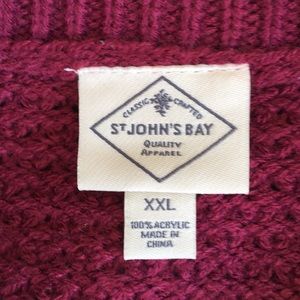 CLASSIC CRAFTED
ST JOHN'S BAY
QUALITY
APPAREL
XXL
100% ACRYLIC
MADE IN
CHINA